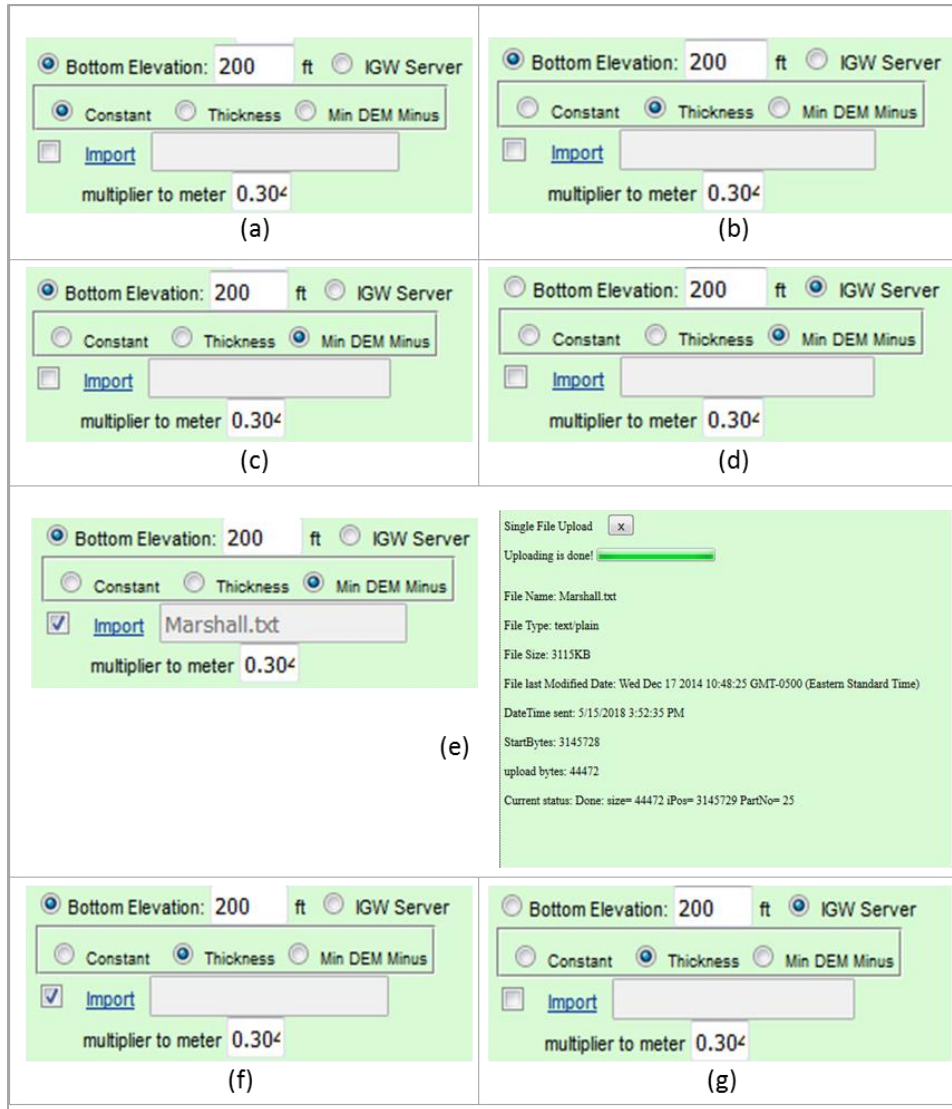 Bottom Elevation: 200 ft IGW Server
Constant Thickness Min DEM Minus
Import
multiplier to meter 0.304
(a)
Bottom Elevation: 200 ft IGW Server
Constant Thickness Min DEM Minus
Import
multiplier to meter 0.304
(b)
Bottom Elevation: 200 ft IGW Server
Constant Thickness Min DEM Minus
Import
multiplier to meter 0.304
(c)
Bottom Elevation: 200 ft IGW Server
Constant Thickness Min DEM Minus
Import
multiplier to meter 0.304
(d)
Bottom Elevation: 200 ft IGW Server
Constant Thickness Min DEM Minus
Import Marshall.txt
multiplier to meter 0.304
(e)
Single File Upload x
Uploading is done!
File Name: Marshall.txt
File Type: text/plain
File Size: 3115KB
File last Modified Date: Wed Dec 17 2014 10:48:25 GMT-0500 (Eastern Standard Time)
DateTime sent: 5/15/2018 3:52:35 PM
StartBytes: 3145728
upload bytes: 44472
Current status: Done: size= 44472 iPos= 3145729 PartNo= 25
Bottom Elevation: 200 ft IGW Server
Constant Thickness Min DEM Minus
Import
multiplier to meter 0.304
(f)
Bottom Elevation: 200 ft IGW Server
Constant Thickness Min DEM Minus
Import
multiplier to meter 0.304
(g)